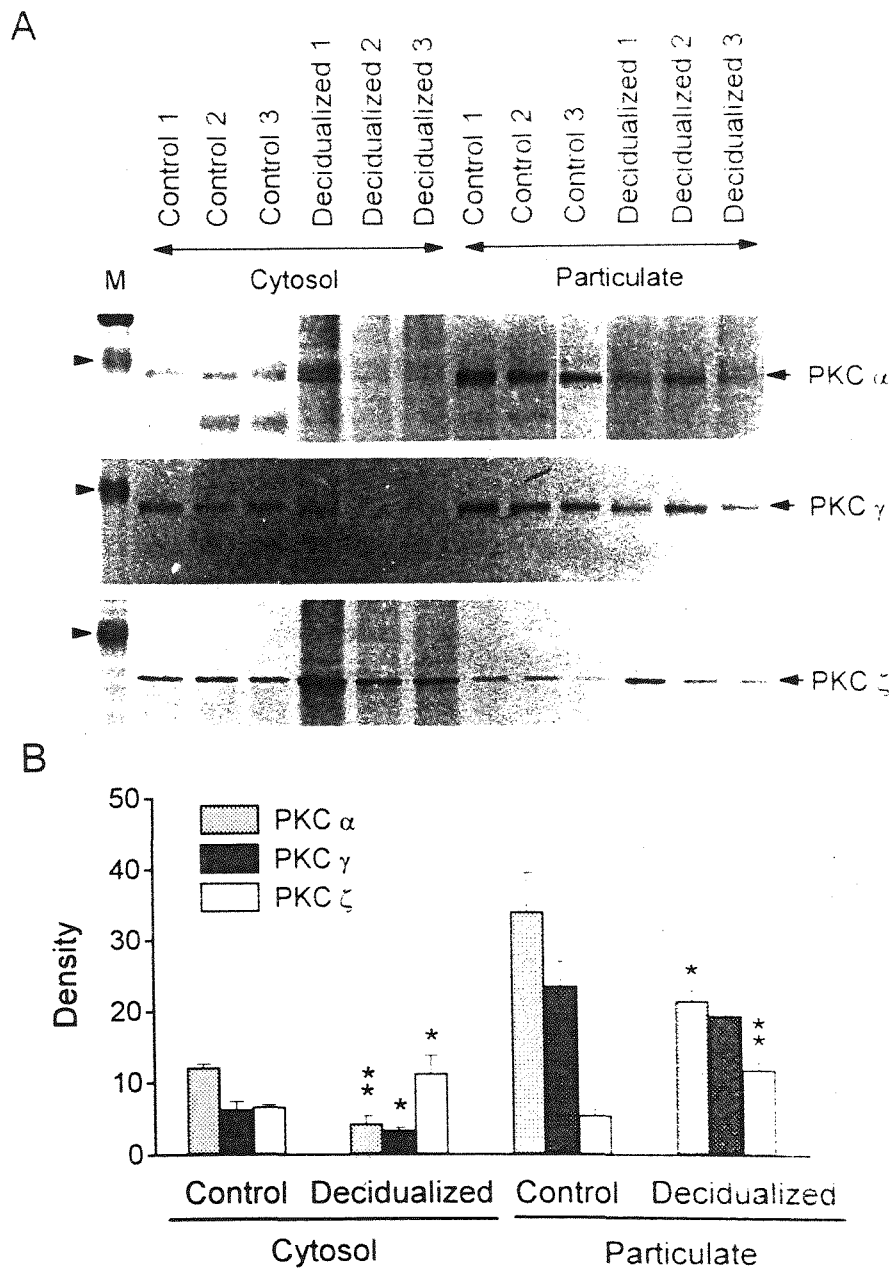 A
Control 1
Control 2
Control 3
Decidualized 1
Decidualized 2
Decidualized 3
Control 1
Control 2
Control 3
Decidualized 1
Decidualized 2
Decidualized 3
M
Cytosol
Particulate
PKC α
PKC γ
PKC ζ
B
50
40
30
20
10
0
Density
PKC α
PKC γ
PKC ζ
*
*
*
*
*
*
*
Control
Decidualized
Control
Decidualized
Cytosol
Particulate